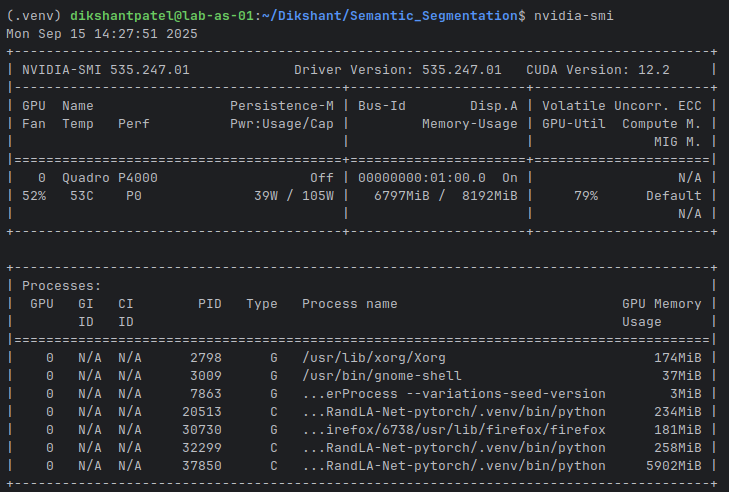 (.venv) dikshantpatel@lab-as-01:~/Dikshant/Semantic_Segmentation$ nvidia-smi
Mon Sep 15 14:27:51 2025
+---------------------------------------------------------------------------------------+
| NVIDIA-SMI 535.247.01             Driver Version: 535.247.01   CUDA Version: 12.2     |
|-----------------------------------------+----------------------+----------------------+
| GPU  Name                 Persistence-M | Bus-Id        Disp.A | Volatile Uncorr. ECC |
| Fan  Temp   Perf          Pwr:Usage/Cap |         Memory-Usage | GPU-Util  Compute M. |
|                                         |                      |               MIG M. |
|=========================================+======================+======================|
|   0  Quadro P4000                   Off | 00000000:01:00.0  On |                  N/A |
| 52%   53C    P0              39W / 105W |   6797MiB /  8192MiB |     79%      Default |
|                                         |                      |                  N/A |
+-----------------------------------------+----------------------+----------------------+

+---------------------------------------------------------------------------------------+
| Processes:                                                                            |
|  GPU   GI   CI        PID   Type   Process name                            GPU Memory |
|        ID   ID                                                             Usage      |
|=======================================================================================|
|    0   N/A  N/A      2798      G   /usr/lib/xorg/Xorg                          174MiB |
|    0   N/A  N/A      3009      G   /usr/bin/gnome-shell                         37MiB |
|    0   N/A  N/A      7863      G   ...erProcess --variations-seed-version        3MiB |
|    0   N/A  N/A     20513      C   ...RandLA-Net-pytorch/.venv/bin/python      234MiB |
|    0   N/A  N/A     30730      G   ...irefox/6738/usr/lib/firefox/firefox      181MiB |
|    0   N/A  N/A     32299      C   ...RandLA-Net-pytorch/.venv/bin/python      258MiB |
|    0   N/A  N/A     37850      C   ...RandLA-Net-pytorch/.venv/bin/python     5902MiB |
+---------------------------------------------------------------------------------------+